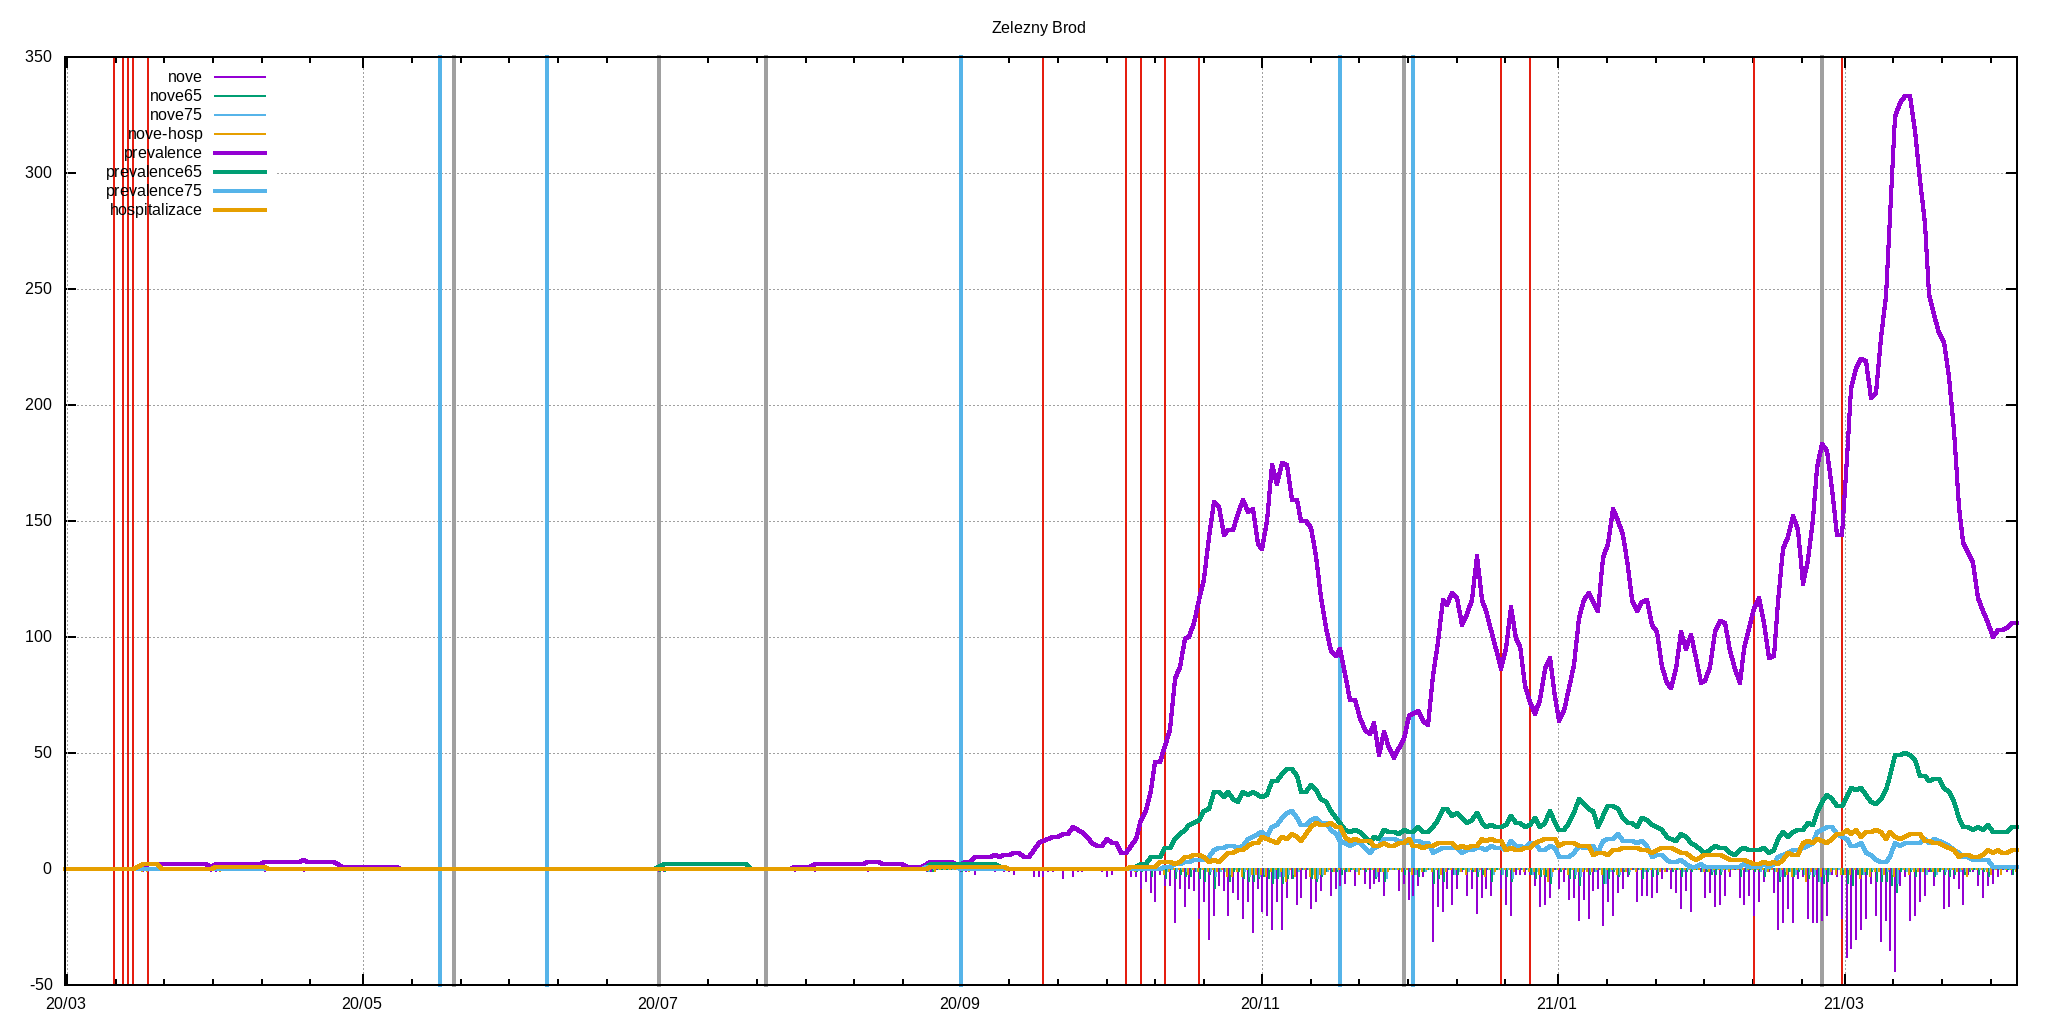 Zelezny Brod
350
300
250
200
150
100
50
0
-50
nove
nove65
nove75
nove-hosp
prevalence
prevalence65
prevalence75
hospitalizace
20/03 20/05 20/07 20/09 20/11 21/01 21/03